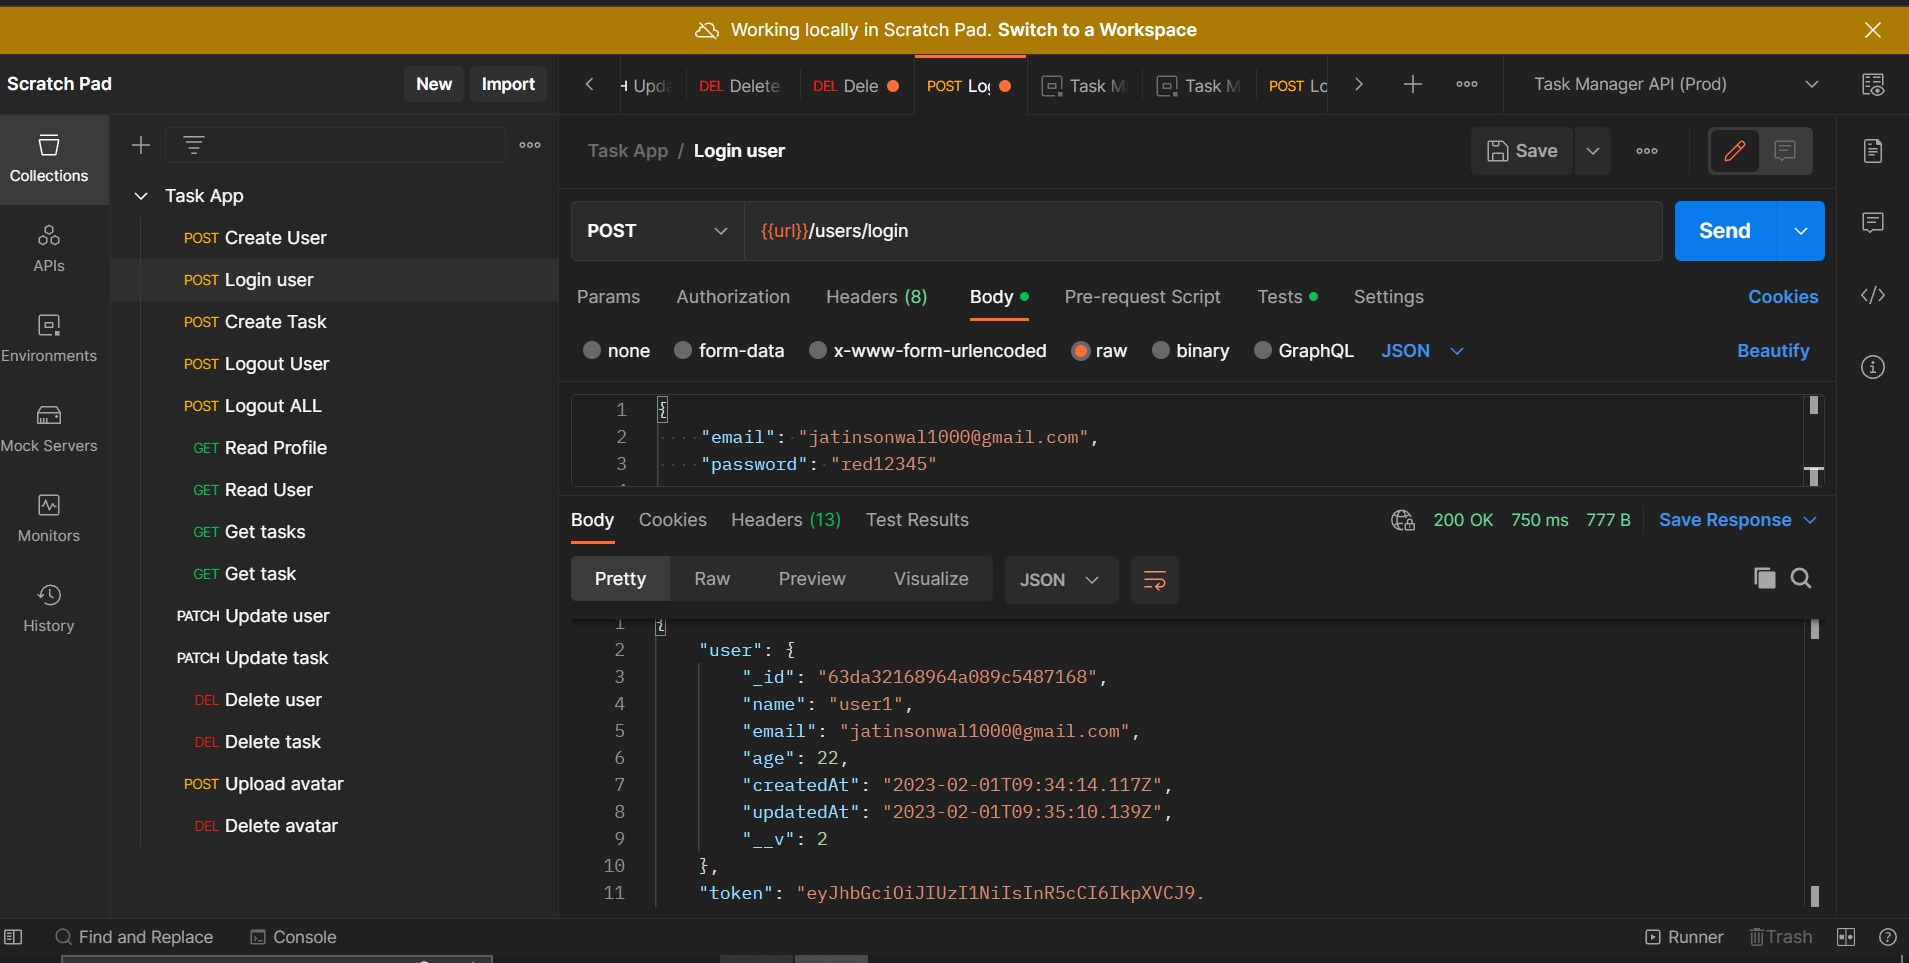 Working locally in Scratch Pad. Switch to a Workspace
Scratch Pad
New
Import
Upda
DEL Delete
DEL Dele
POST Log
Task M
Task M
POST Lo
Task Manager API (Prod)
Collections
APIs
Environments
Mock Servers
Monitors
History
Task App
POST Create User
POST Login user
POST Create Task
POST Logout User
POST Logout ALL
GET Read Profile
GET Read User
GET Get tasks
GET Get task
PATCH Update user
PATCH Update task
DEL Delete user
DEL Delete task
POST Upload avatar
DEL Delete avatar
Task App / Login user
Save
POST
{{url}}/users/login
Send
Params Authorization Headers (8) Body Pre-request Script Tests Settings Cookies
none form-data x-www-form-urlencoded raw binary GraphQL JSON Beautify
1 {
2 "email": "jatinsonwal1000@gmail.com",
3 "password": "red12345"
Body Cookies Headers (13) Test Results 200 OK 750 ms 777 B Save Response
Pretty Raw Preview Visualize JSON
1 {
2 "user": {
3 "_id": "63da32168964a089c5487168",
4 "name": "user1",
5 "email": "jatinsonwal1000@gmail.com",
6 "age": 22,
7 "createdAt": "2023-02-01T09:34:14.117Z",
8 "updatedAt": "2023-02-01T09:35:10.139Z",
9 "__v": 2
10 },
11 "token": "eyJhbGciOiJIUzI1NiIsInR5cCI6IkpXVCJ9.
Find and Replace
Console
Runner
Trash